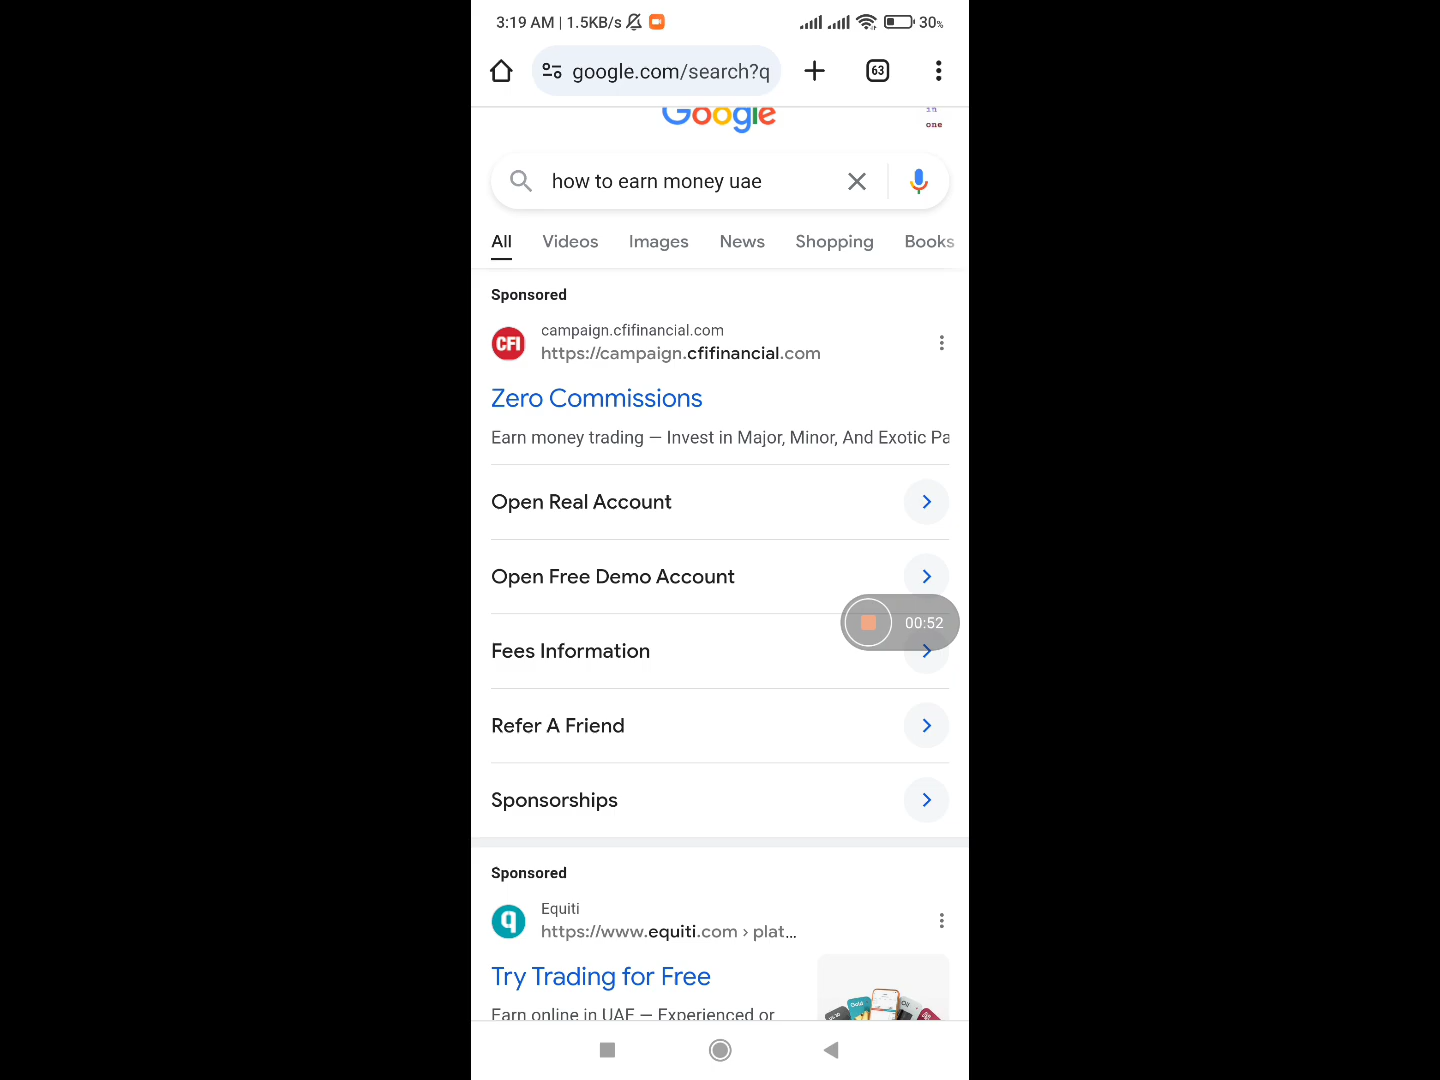 3:19 AM | 1.5KB/s 30%
google.com/search?q 63
Google
in
one
how to earn money uae
All Videos Images News Shopping Books
Sponsored
CFI campaign.cfifinancial.com
https://campaign.cfifinancial.com
Zero Commissions
Earn money trading — Invest in Major, Minor, And Exotic Pa
Open Real Account
Open Free Demo Account
00:52
Fees Information
Refer A Friend
Sponsorships
Sponsored
Equiti
https://www.equiti.com › plat...
Try Trading for Free
Earn online in UAE — Experienced or